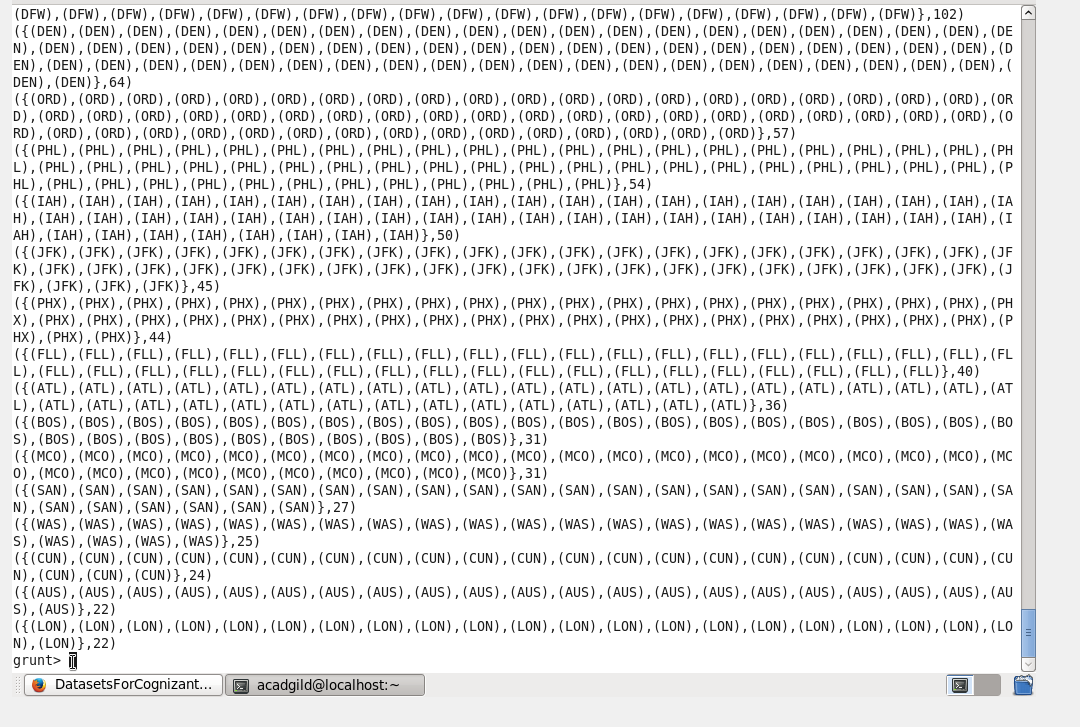 (DFW),(DFW),(DFW),(DFW),(DFW),(DFW),(DFW),(DFW),(DFW),(DFW),(DFW),(DFW),(DFW),(DFW),(DFW),(DFW),(DFW),(DFW),(DFW)},102)
({(DEN),(DEN),(DEN),(DEN),(DEN),(DEN),(DEN),(DEN),(DEN),(DEN),(DEN),(DEN),(DEN),(DEN),(DEN),(DEN),(DEN),(DEN),(DEN),(DEN),(DE
N),(DEN),(DEN),(DEN),(DEN),(DEN),(DEN),(DEN),(DEN),(DEN),(DEN),(DEN),(DEN),(DEN),(DEN),(DEN),(DEN),(DEN),(DEN),(DEN),(DEN),(D
EN),(DEN),(DEN),(DEN),(DEN),(DEN),(DEN),(DEN),(DEN),(DEN),(DEN),(DEN),(DEN),(DEN),(DEN),(DEN),(DEN),(DEN),(DEN),(DEN),(DEN),(
DEN),(DEN)},64)
({(ORD),(ORD),(ORD),(ORD),(ORD),(ORD),(ORD),(ORD),(ORD),(ORD),(ORD),(ORD),(ORD),(ORD),(ORD),(ORD),(ORD),(ORD),(ORD),(ORD),(OR
D),(ORD),(ORD),(ORD),(ORD),(ORD),(ORD),(ORD),(ORD),(ORD),(ORD),(ORD),(ORD),(ORD),(ORD),(ORD),(ORD),(ORD),(ORD),(ORD),(ORD),(O
RD),(ORD),(ORD),(ORD),(ORD),(ORD),(ORD),(ORD),(ORD),(ORD),(ORD),(ORD),(ORD),(ORD),(ORD),(ORD)},57)
({(PHL),(PHL),(PHL),(PHL),(PHL),(PHL),(PHL),(PHL),(PHL),(PHL),(PHL),(PHL),(PHL),(PHL),(PHL),(PHL),(PHL),(PHL),(PHL),(PHL),(PH
L),(PHL),(PHL),(PHL),(PHL),(PHL),(PHL),(PHL),(PHL),(PHL),(PHL),(PHL),(PHL),(PHL),(PHL),(PHL),(PHL),(PHL),(PHL),(PHL),(PHL),(P
HL),(PHL),(PHL),(PHL),(PHL),(PHL),(PHL),(PHL),(PHL),(PHL),(PHL),(PHL),(PHL)},54)
({(IAH),(IAH),(IAH),(IAH),(IAH),(IAH),(IAH),(IAH),(IAH),(IAH),(IAH),(IAH),(IAH),(IAH),(IAH),(IAH),(IAH),(IAH),(IAH),(IAH),(IA
H),(IAH),(IAH),(IAH),(IAH),(IAH),(IAH),(IAH),(IAH),(IAH),(IAH),(IAH),(IAH),(IAH),(IAH),(IAH),(IAH),(IAH),(IAH),(IAH),(IAH),(I
AH),(IAH),(IAH),(IAH),(IAH),(IAH),(IAH),(IAH),(IAH)},50)
({(JFK),(JFK),(JFK),(JFK),(JFK),(JFK),(JFK),(JFK),(JFK),(JFK),(JFK),(JFK),(JFK),(JFK),(JFK),(JFK),(JFK),(JFK),(JFK),(JFK),(JF
K),(JFK),(JFK),(JFK),(JFK),(JFK),(JFK),(JFK),(JFK),(JFK),(JFK),(JFK),(JFK),(JFK),(JFK),(JFK),(JFK),(JFK),(JFK),(JFK),(JFK),(J
FK),(JFK),(JFK),(JFK)},45)
({(PHX),(PHX),(PHX),(PHX),(PHX),(PHX),(PHX),(PHX),(PHX),(PHX),(PHX),(PHX),(PHX),(PHX),(PHX),(PHX),(PHX),(PHX),(PHX),(PHX),(PH
X),(PHX),(PHX),(PHX),(PHX),(PHX),(PHX),(PHX),(PHX),(PHX),(PHX),(PHX),(PHX),(PHX),(PHX),(PHX),(PHX),(PHX),(PHX),(PHX),(PHX),(P
HX),(PHX),(PHX)},44)
({(FLL),(FLL),(FLL),(FLL),(FLL),(FLL),(FLL),(FLL),(FLL),(FLL),(FLL),(FLL),(FLL),(FLL),(FLL),(FLL),(FLL),(FLL),(FLL),(FLL),(FL
L),(FLL),(FLL),(FLL),(FLL),(FLL),(FLL),(FLL),(FLL),(FLL),(FLL),(FLL),(FLL),(FLL),(FLL),(FLL),(FLL),(FLL),(FLL),(FLL)},40)
({(ATL),(ATL),(ATL),(ATL),(ATL),(ATL),(ATL),(ATL),(ATL),(ATL),(ATL),(ATL),(ATL),(ATL),(ATL),(ATL),(ATL),(ATL),(ATL),(ATL),(AT
L),(ATL),(ATL),(ATL),(ATL),(ATL),(ATL),(ATL),(ATL),(ATL),(ATL),(ATL),(ATL),(ATL),(ATL),(ATL)},36)
({(BOS),(BOS),(BOS),(BOS),(BOS),(BOS),(BOS),(BOS),(BOS),(BOS),(BOS),(BOS),(BOS),(BOS),(BOS),(BOS),(BOS),(BOS),(BOS),(BOS),(BO
S),(BOS),(BOS),(BOS),(BOS),(BOS),(BOS),(BOS),(BOS),(BOS),(BOS)},31)
({(MCO),(MCO),(MCO),(MCO),(MCO),(MCO),(MCO),(MCO),(MCO),(MCO),(MCO),(MCO),(MCO),(MCO),(MCO),(MCO),(MCO),(MCO),(MCO),(MCO),(MC
O),(MCO),(MCO),(MCO),(MCO),(MCO),(MCO),(MCO),(MCO),(MCO),(MCO)},31)
({(SAN),(SAN),(SAN),(SAN),(SAN),(SAN),(SAN),(SAN),(SAN),(SAN),(SAN),(SAN),(SAN),(SAN),(SAN),(SAN),(SAN),(SAN),(SAN),(SAN),(SA
N),(SAN),(SAN),(SAN),(SAN),(SAN),(SAN)},27)
({(WAS),(WAS),(WAS),(WAS),(WAS),(WAS),(WAS),(WAS),(WAS),(WAS),(WAS),(WAS),(WAS),(WAS),(WAS),(WAS),(WAS),(WAS),(WAS),(WAS),(WA
S),(WAS),(WAS),(WAS),(WAS)},25)
({(CUN),(CUN),(CUN),(CUN),(CUN),(CUN),(CUN),(CUN),(CUN),(CUN),(CUN),(CUN),(CUN),(CUN),(CUN),(CUN),(CUN),(CUN),(CUN),(CUN),(CU
N),(CUN),(CUN),(CUN)},24)
({(AUS),(AUS),(AUS),(AUS),(AUS),(AUS),(AUS),(AUS),(AUS),(AUS),(AUS),(AUS),(AUS),(AUS),(AUS),(AUS),(AUS),(AUS),(AUS),(AUS),(AU
S),(AUS)},22)
({(LON),(LON),(LON),(LON),(LON),(LON),(LON),(LON),(LON),(LON),(LON),(LON),(LON),(LON),(LON),(LON),(LON),(LON),(LON),(LON),(LO
N),(LON)},22)
grunt>
DatasetsForCognizant...
acadgild@localhost:~